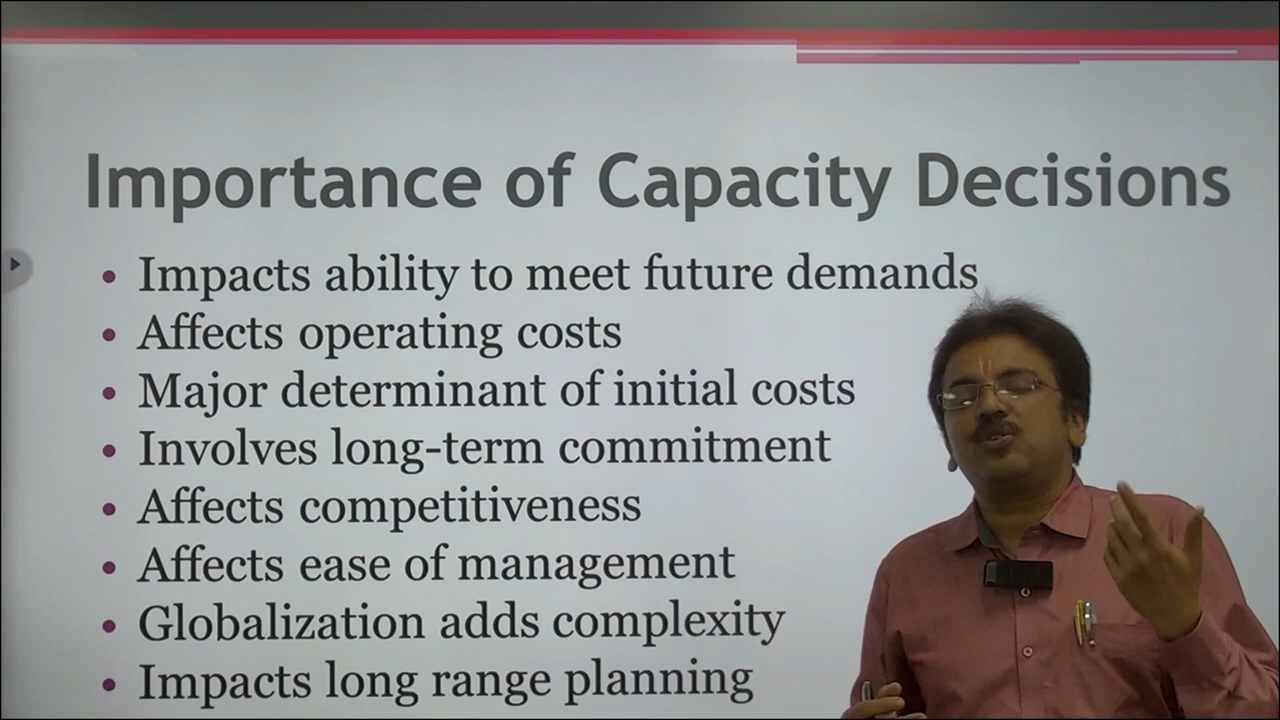 Importance of Capacity Decisions
• Impacts ability to meet future demands
• Affects operating costs
• Major determinant of initial costs
• Involves long-term commitment
• Affects competitiveness
• Affects ease of management
• Globalization adds complexity
• Impacts long range planning